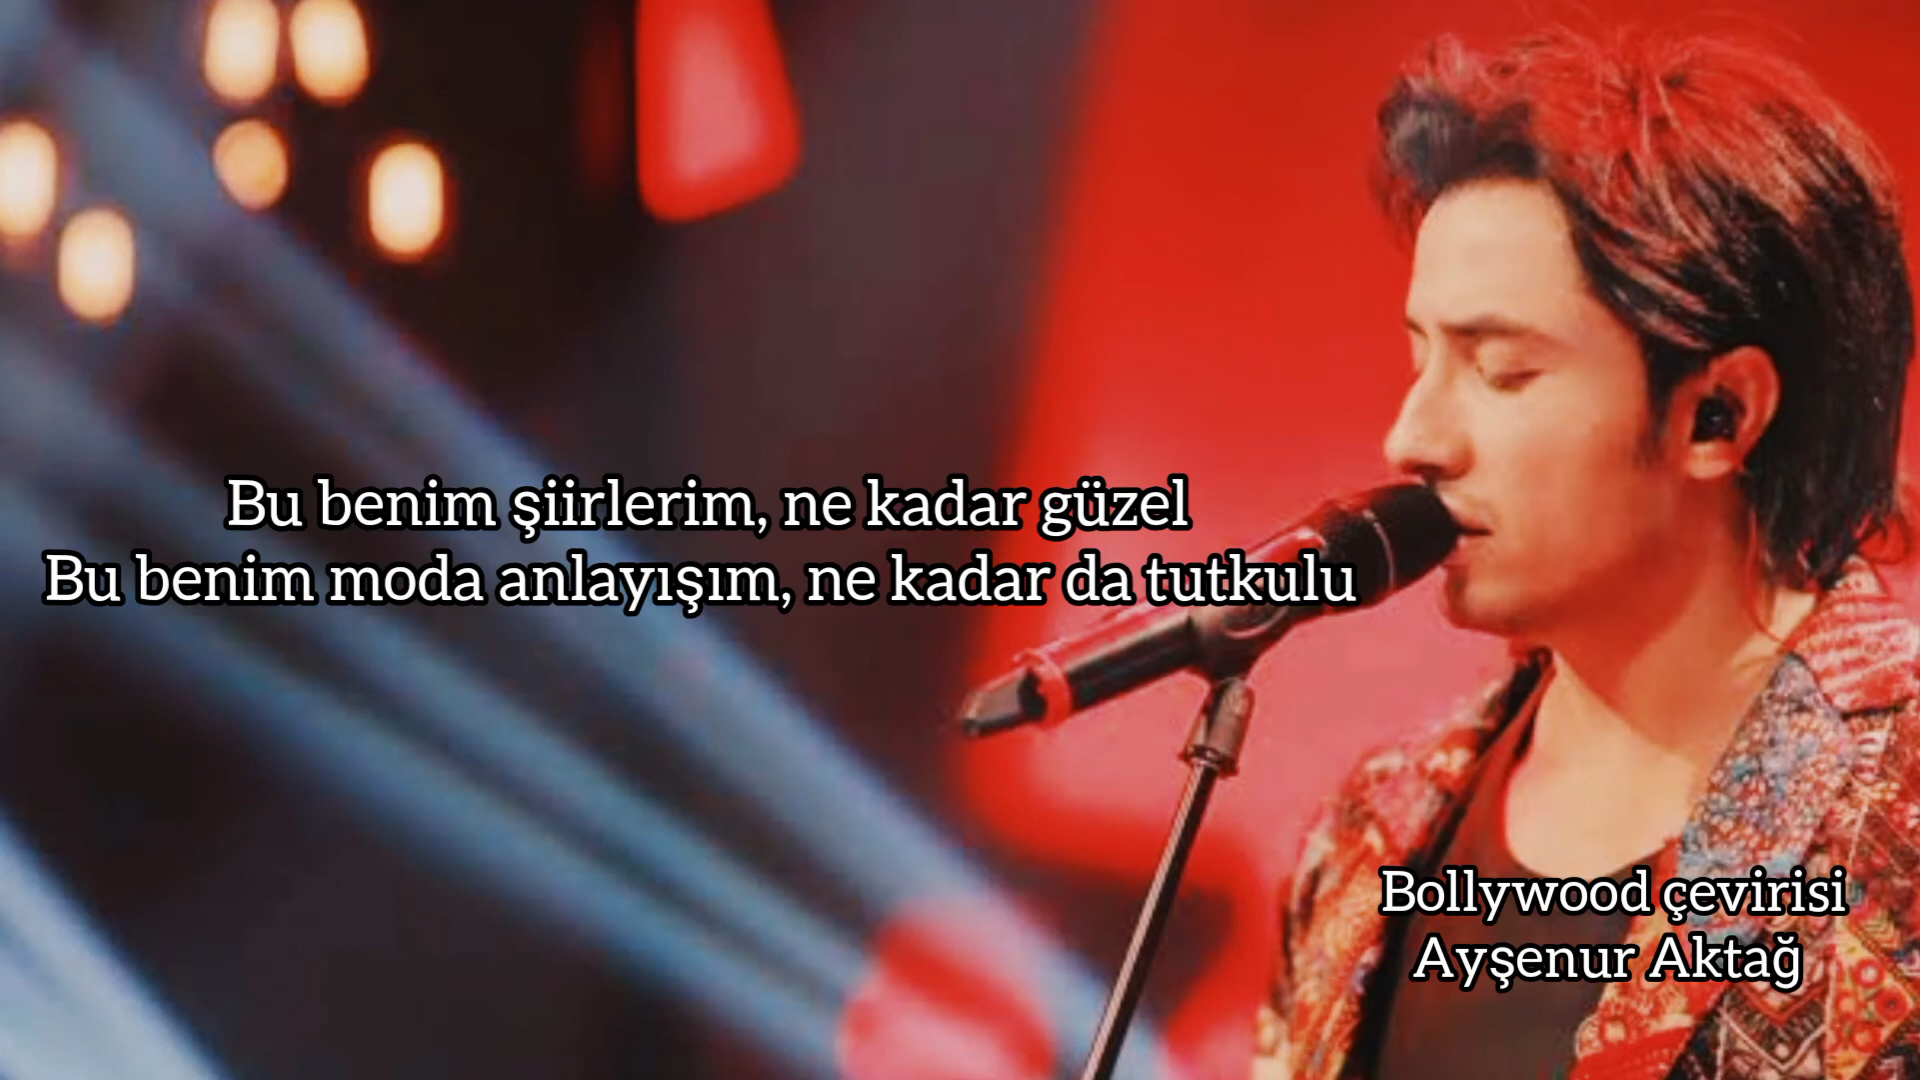 Bu benim şiirlerim, ne kadar güzel
Bu benim moda anlayışım, ne kadar da tutkulu
Bollywood çevirisi
Ayşenur Aktağ